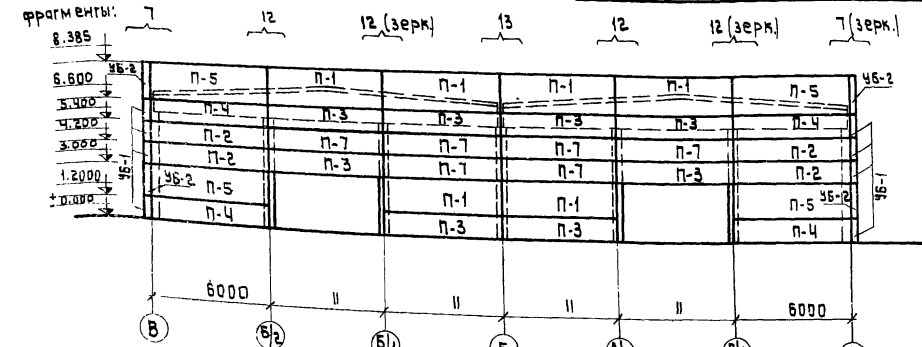 фрагменты: 7 12 12 (зерк.) 13 12 12 (зерк.) 7 (зерк.)
8.385
УБ-2 П-5 П-1 П-1 П-1 П-1 П-5 УБ-2
6.600
5.400
П-4 П-3 П-3 П-3 П-3 П-4
4.200
П-2 П-7 П-7 П-7 П-7 П-2
3.000
П-2 П-3 П-7 П-7 П-3 П-2
УБ-1 УБ-1
1.2000 УБ-2 П-5 П-1 П-1 П-5 УБ-2
±0.000
П-4 П-3 П-3 П-4
6000 II II II II 6000
В Б/2 Б/1